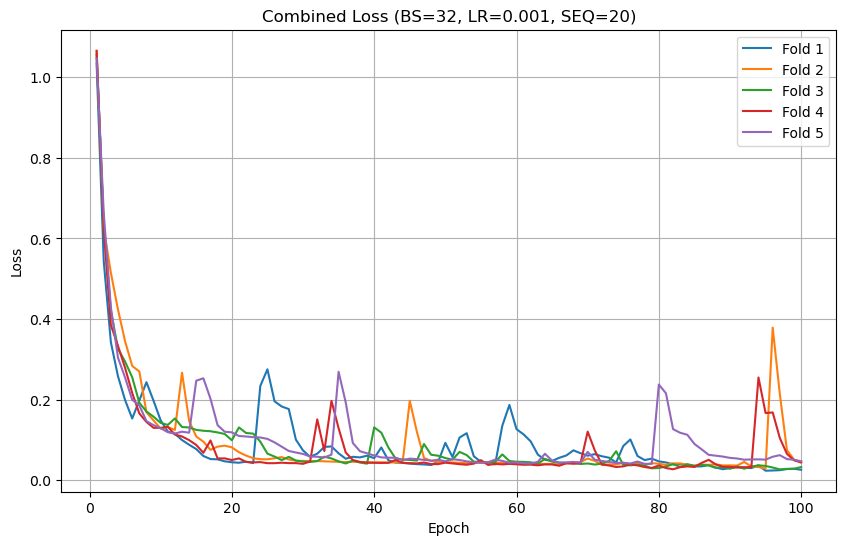 Combined Loss (BS=32, LR=0.001, SEQ=20)
Fold 1
Fold 2
Fold 3
Fold 4
Fold 5
Loss
1.0
0.8
0.6
0.4
0.2
0.0
0 20 40 60 80 100
Epoch